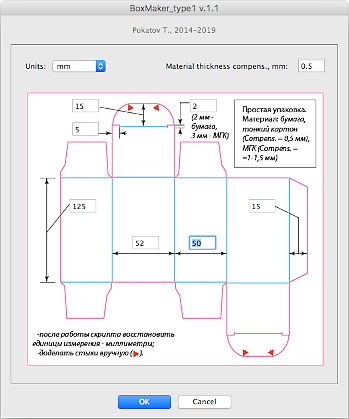 BoxMaker_type1 v.1.1
Pokatov T., 2014–2019
Units: mm
Material thickness compens., mm: 0.5
15
2
(2 мм -
бумага,
3 мм - МГК)
5
Простая упаковка.
Материал: бумага,
тонкий картон
(Compens. = 0,5 мм),
МГК (Compens. =
=1-1,5 мм)
125
15
52
50
-после работы скрипта восстановить
единицы измерения - миллиметры;
-доделать стыки вручную ( ).
OK
Cancel